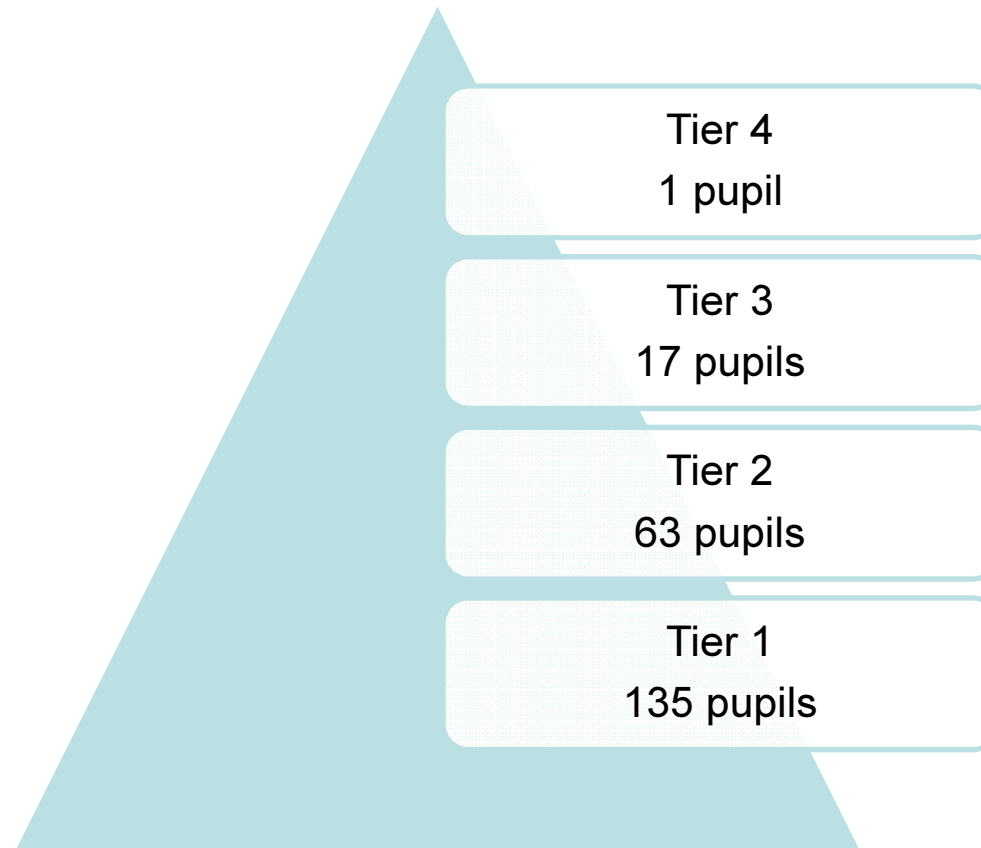 Tier 4
1 pupil
Tier 3
17 pupils
Tier 2
63 pupils
Tier 1
135 pupils